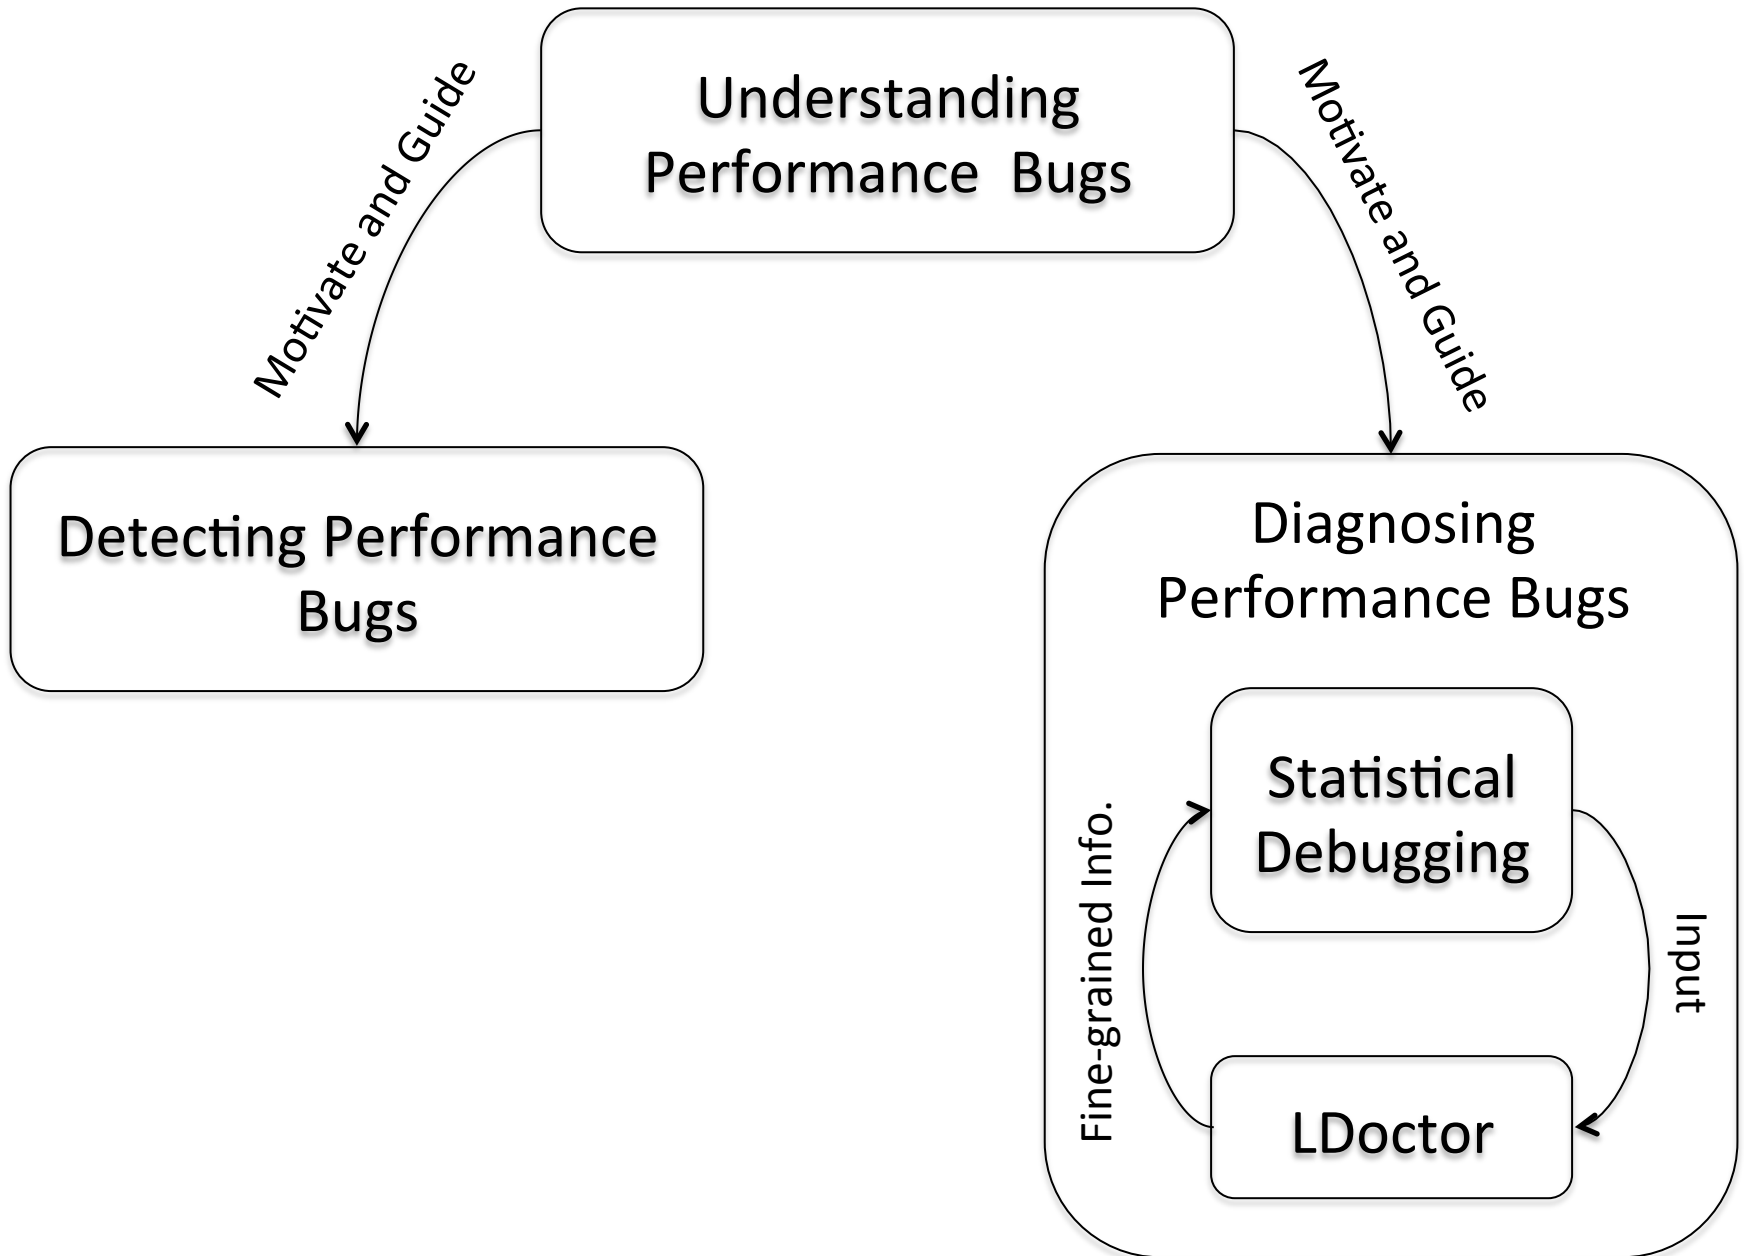 Understanding
Performance Bugs
Motivate and Guide
Motivate and Guide
Detecting Performance
Bugs
Diagnosing
Performance Bugs
Statistical
Debugging
Fine-grained Info.
Input
LDoctor